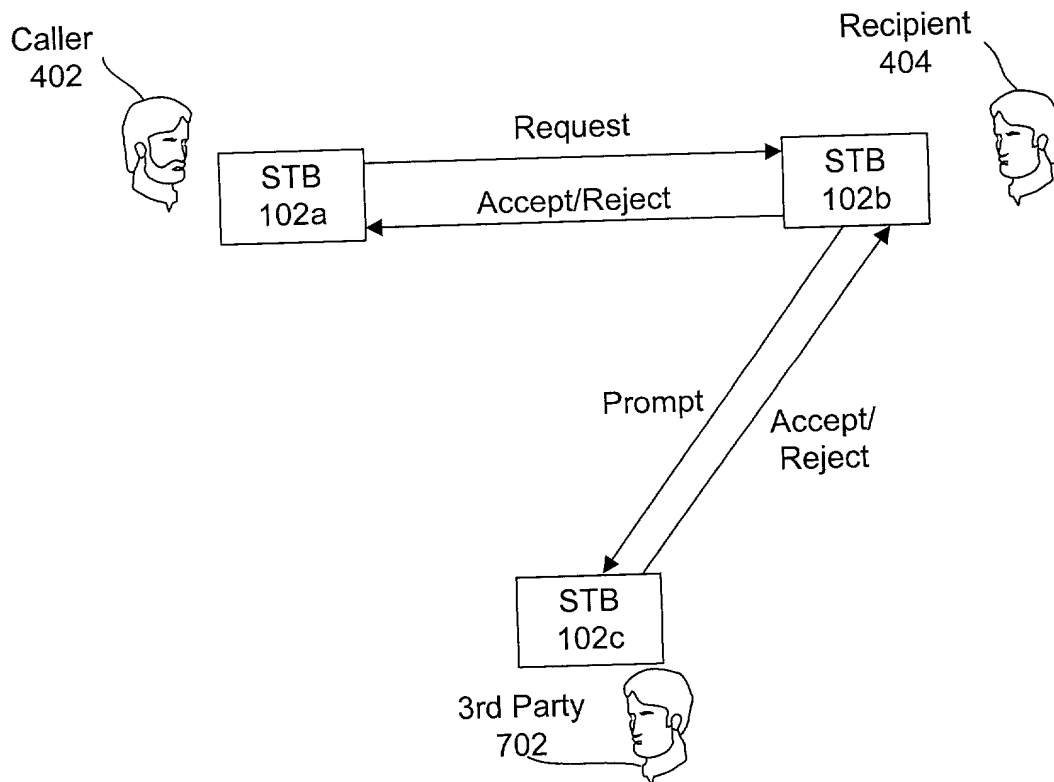 Caller
402
Recipient
404
Request
STB
102a
Accept/Reject
STB
102b
Prompt
Accept/
Reject
STB
102c
3rd Party
702